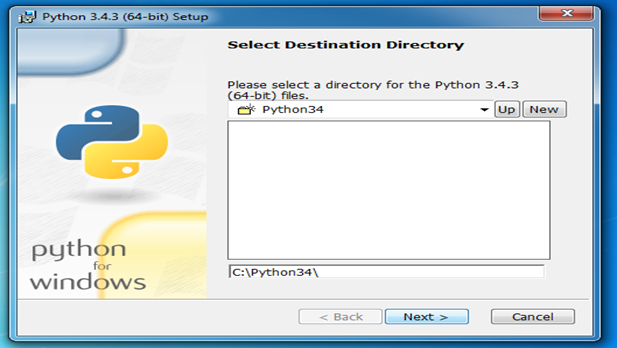 Python 3.4.3 (64-bit) Setup
Select Destination Directory
Please select a directory for the Python 3.4.3
(64-bit) files.
Python34
Up
New
C:\Python34\
python
for
windows
< Back
Next >
Cancel